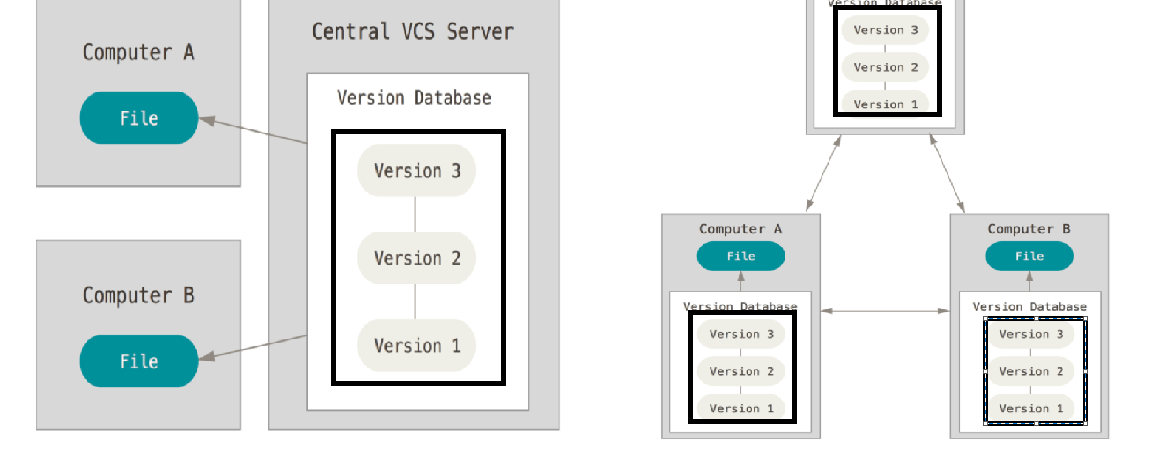 Computer A
File
Computer B
File
Central VCS Server
Version Database
Version 3
Version 2
Version 1
Version Database
Version 3
Version 2
Version 1
Computer A
File
Version Database
Version 3
Version 2
Version 1
Computer B
File
Version Database
Version 3
Version 2
Version 1